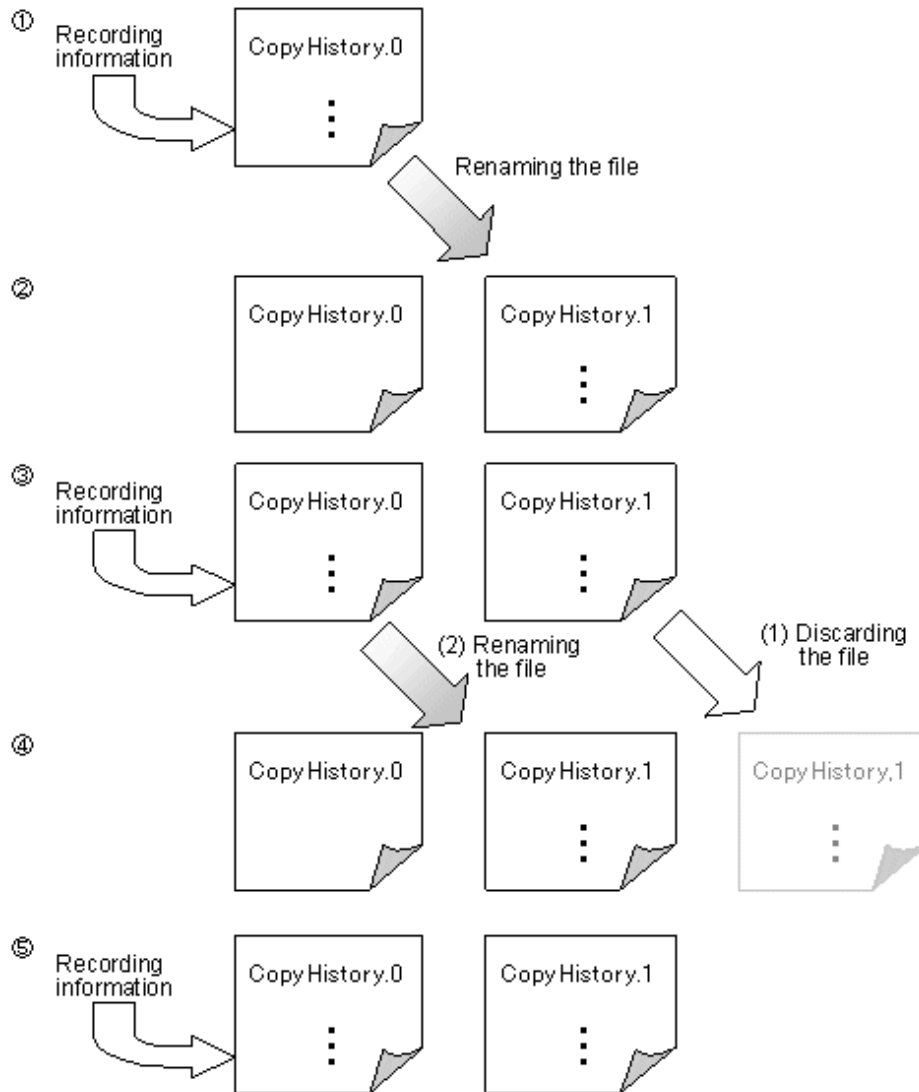 ①
Recording
information
CopyHistory.0
⋮
Renaming the file
②
CopyHistory.0
CopyHistory.1
⋮
③
Recording
information
CopyHistory.0
⋮
CopyHistory.1
⋮
(2) Renaming
the file
(1) Discarding
the file
④
CopyHistory.0
CopyHistory.1
⋮
CopyHistory,1
⋮
⑤
Recording
information
CopyHistory.0
⋮
CopyHistory.1
⋮